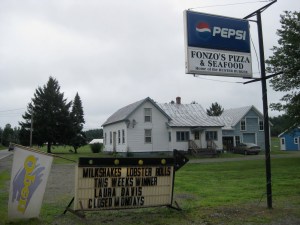 PEPSI
FONZO'S PIZZA
& SEAFOOD
MILKSHAKES LOBSTER ROLLS
THIS WEEKS WINNER
LAURA DAVIS
CLOSED MONDAYS